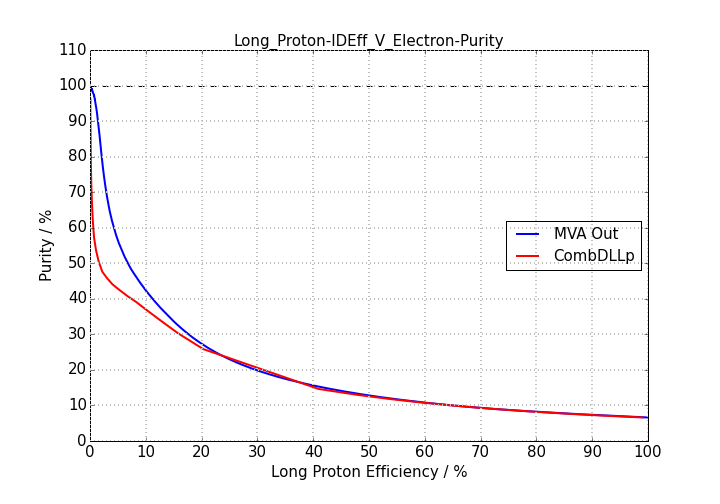 Long_Proton-IDEff_V_Electron-Purity
110
100
90
80
70
60
50
40
30
20
10
0
Purity / %
MVA Out
CombDLLp
0 10 20 30 40 50 60 70 80 90 100
Long Proton Efficiency / %